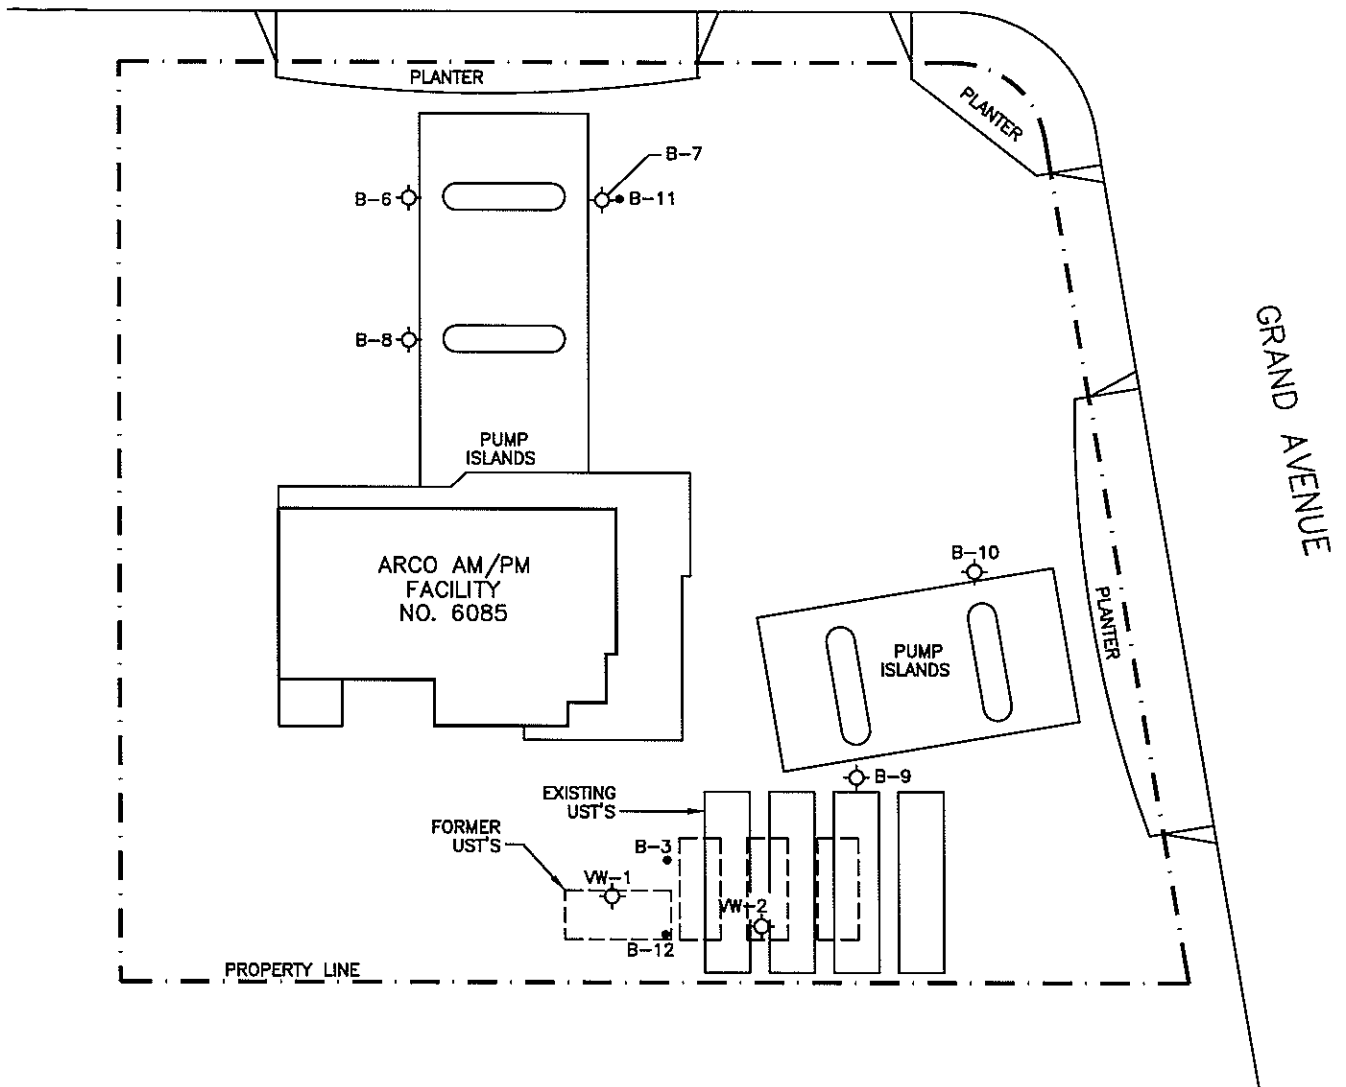 PLANTER
PLANTER
B-7
B-6
B-11
B-8
GRAND AVENUE
PUMP
ISLANDS
ARCO AM/PM
FACILITY
NO. 6085
B-10
PLANTER
PUMP
ISLANDS
B-9
EXISTING
UST'S
FORMER
UST'S
B-3
VW-1
VW-2
B-12
PROPERTY LINE